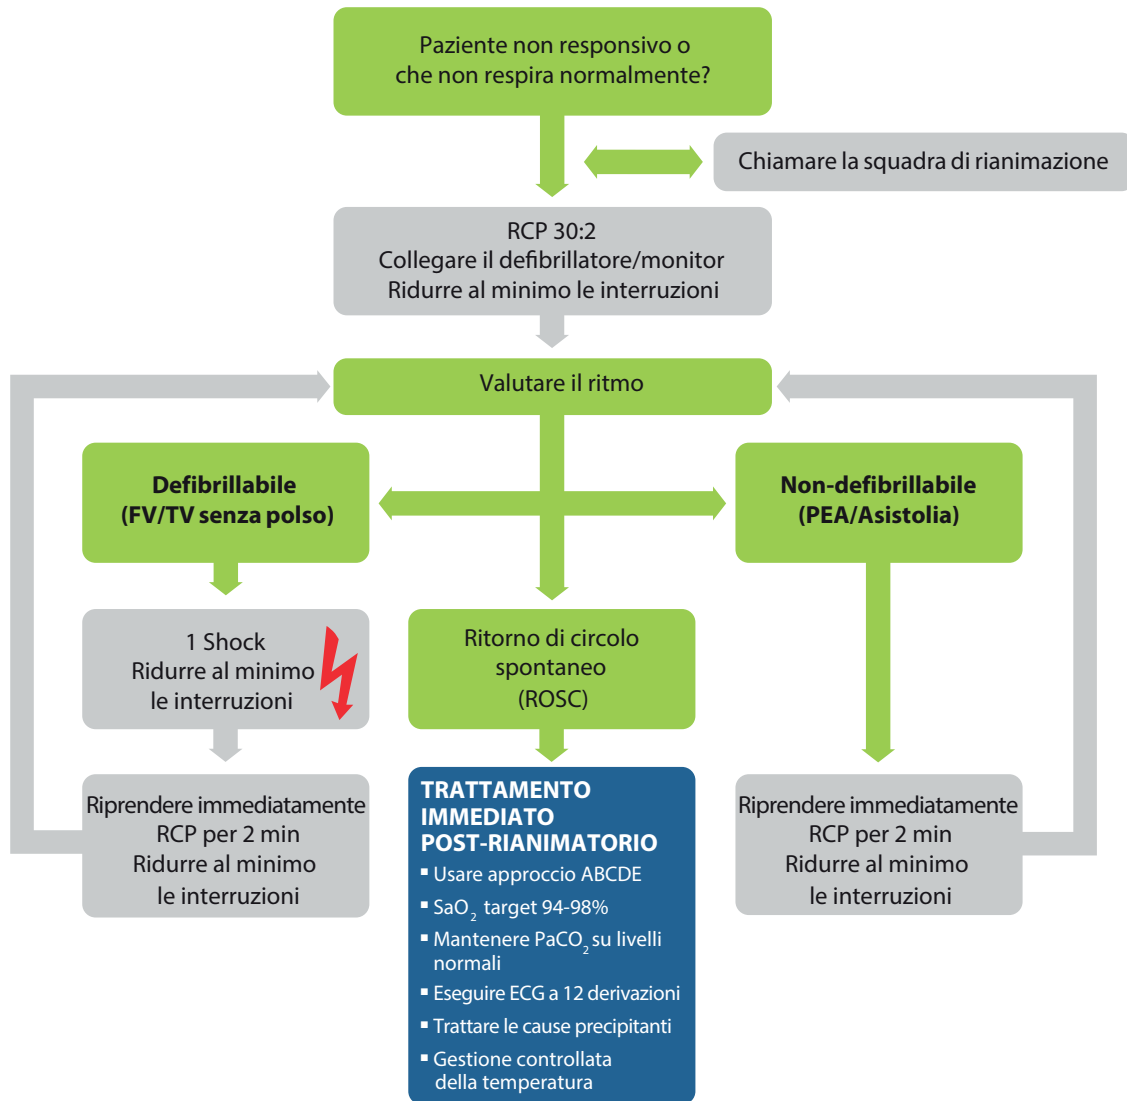 Paziente non responsivo o
che non respira normalmente?
Chiamare la squadra di rianimazione
RCP 30:2
Collegare il defibrillatore/monitor
Ridurre al minimo le interruzioni
Valutare il ritmo
Defibrillabile
(FV/TV senza polso)
Non-defibrillabile
(PEA/Asistolia)
1 Shock
Ridurre al minimo
le interruzioni
Ritorno di circolo
spontaneo
(ROSC)
Riprendere immediatamente
RCP per 2 min
Ridurre al minimo
le interruzioni
TRATTAMENTO
IMMEDIATO
POST-RIANIMATORIO
▪ Usare approccio ABCDE
▪ SaO₂ target 94-98%
▪ Mantenere PaCO₂ su livelli
normali
▪ Eseguire ECG a 12 derivazioni
▪ Trattare le cause precipitanti
▪ Gestione controllata
della temperatura
Riprendere immediatamente
RCP per 2 min
Ridurre al minimo
le interruzioni